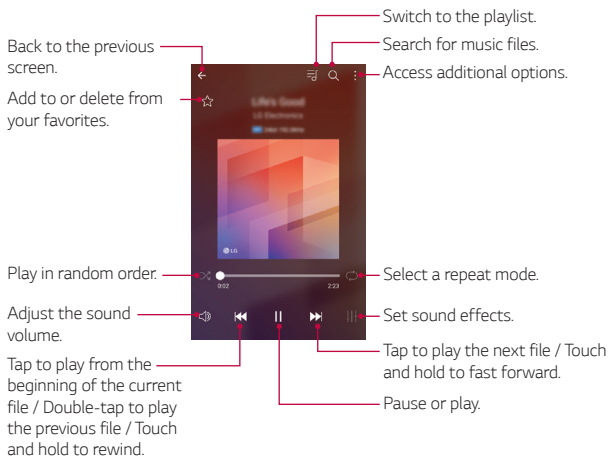 Switch to the playlist.
Search for music files.
Access additional options.
Back to the previous
screen.
Add to or delete from
your favorites.
Life's Good
LG Electronics
LG
0:02
2:23
Play in random order.
Select a repeat mode.
Adjust the sound
volume.
Set sound effects.
Tap to play from the
beginning of the current
file / Double-tap to play
the previous file / Touch
and hold to rewind.
Tap to play the next file / Touch
and hold to fast forward.
Pause or play.